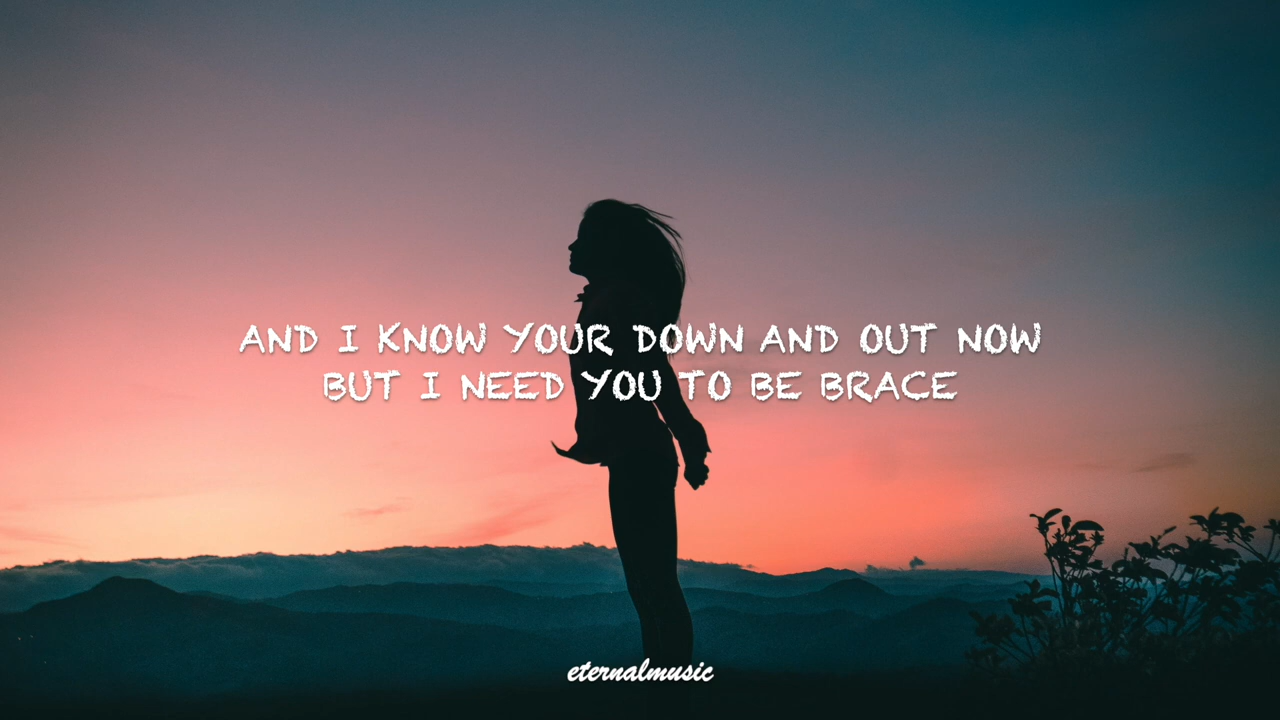 AND I KNOW YOUR DOWN AND OUT NOW
BUT I NEED YOU TO BE BRACE
eternalmusic